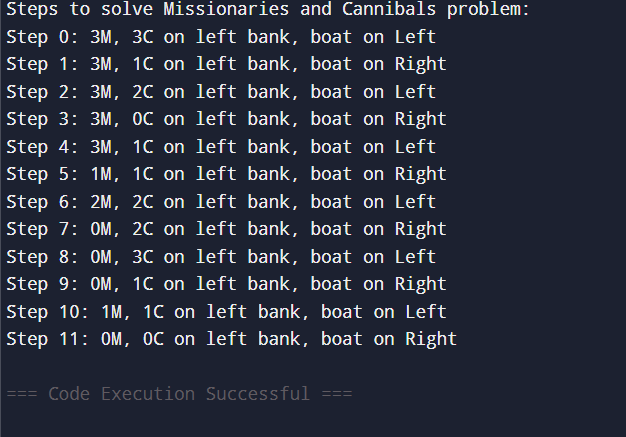 Steps to solve Missionaries and Cannibals problem:
Step 0: 3M, 3C on left bank, boat on Left
Step 1: 3M, 1C on left bank, boat on Right
Step 2: 3M, 2C on left bank, boat on Left
Step 3: 3M, 0C on left bank, boat on Right
Step 4: 3M, 1C on left bank, boat on Left
Step 5: 1M, 1C on left bank, boat on Right
Step 6: 2M, 2C on left bank, boat on Left
Step 7: 0M, 2C on left bank, boat on Right
Step 8: 0M, 3C on left bank, boat on Left
Step 9: 0M, 1C on left bank, boat on Right
Step 10: 1M, 1C on left bank, boat on Left
Step 11: 0M, 0C on left bank, boat on Right
=== Code Execution Successful ===